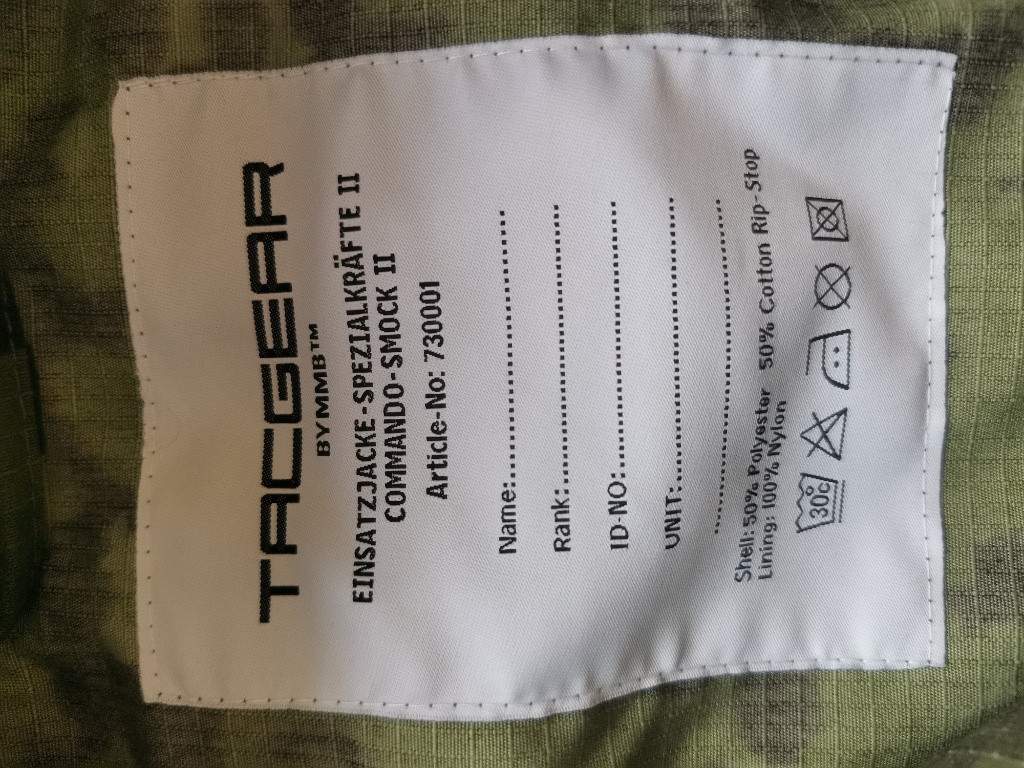 TACGEAR
BY MMB™
EINSATZJACKE-SPEZIALKRÄFTE II
COMMANDO-SMOCK II
Article-No: 730001
Name:..............................
Rank:..............................
ID-NO:..............................
UNIT:..............................
..............................
Shell: 50% Polyester 50% Cotton Rip-Stop
Lining: 100% Nylon
30°C